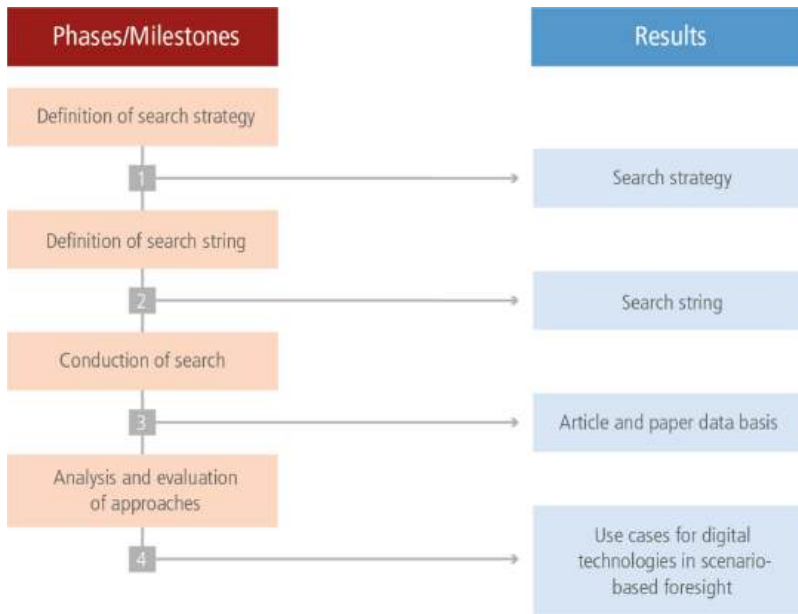 Phases/Milestones
Results
Definition of search strategy
1
Search strategy
Definition of search string
2
Search string
Conduction of search
3
Article and paper data basis
Analysis and evaluation
of approaches
4
Use cases for digital
technologies in scenario-
based foresight